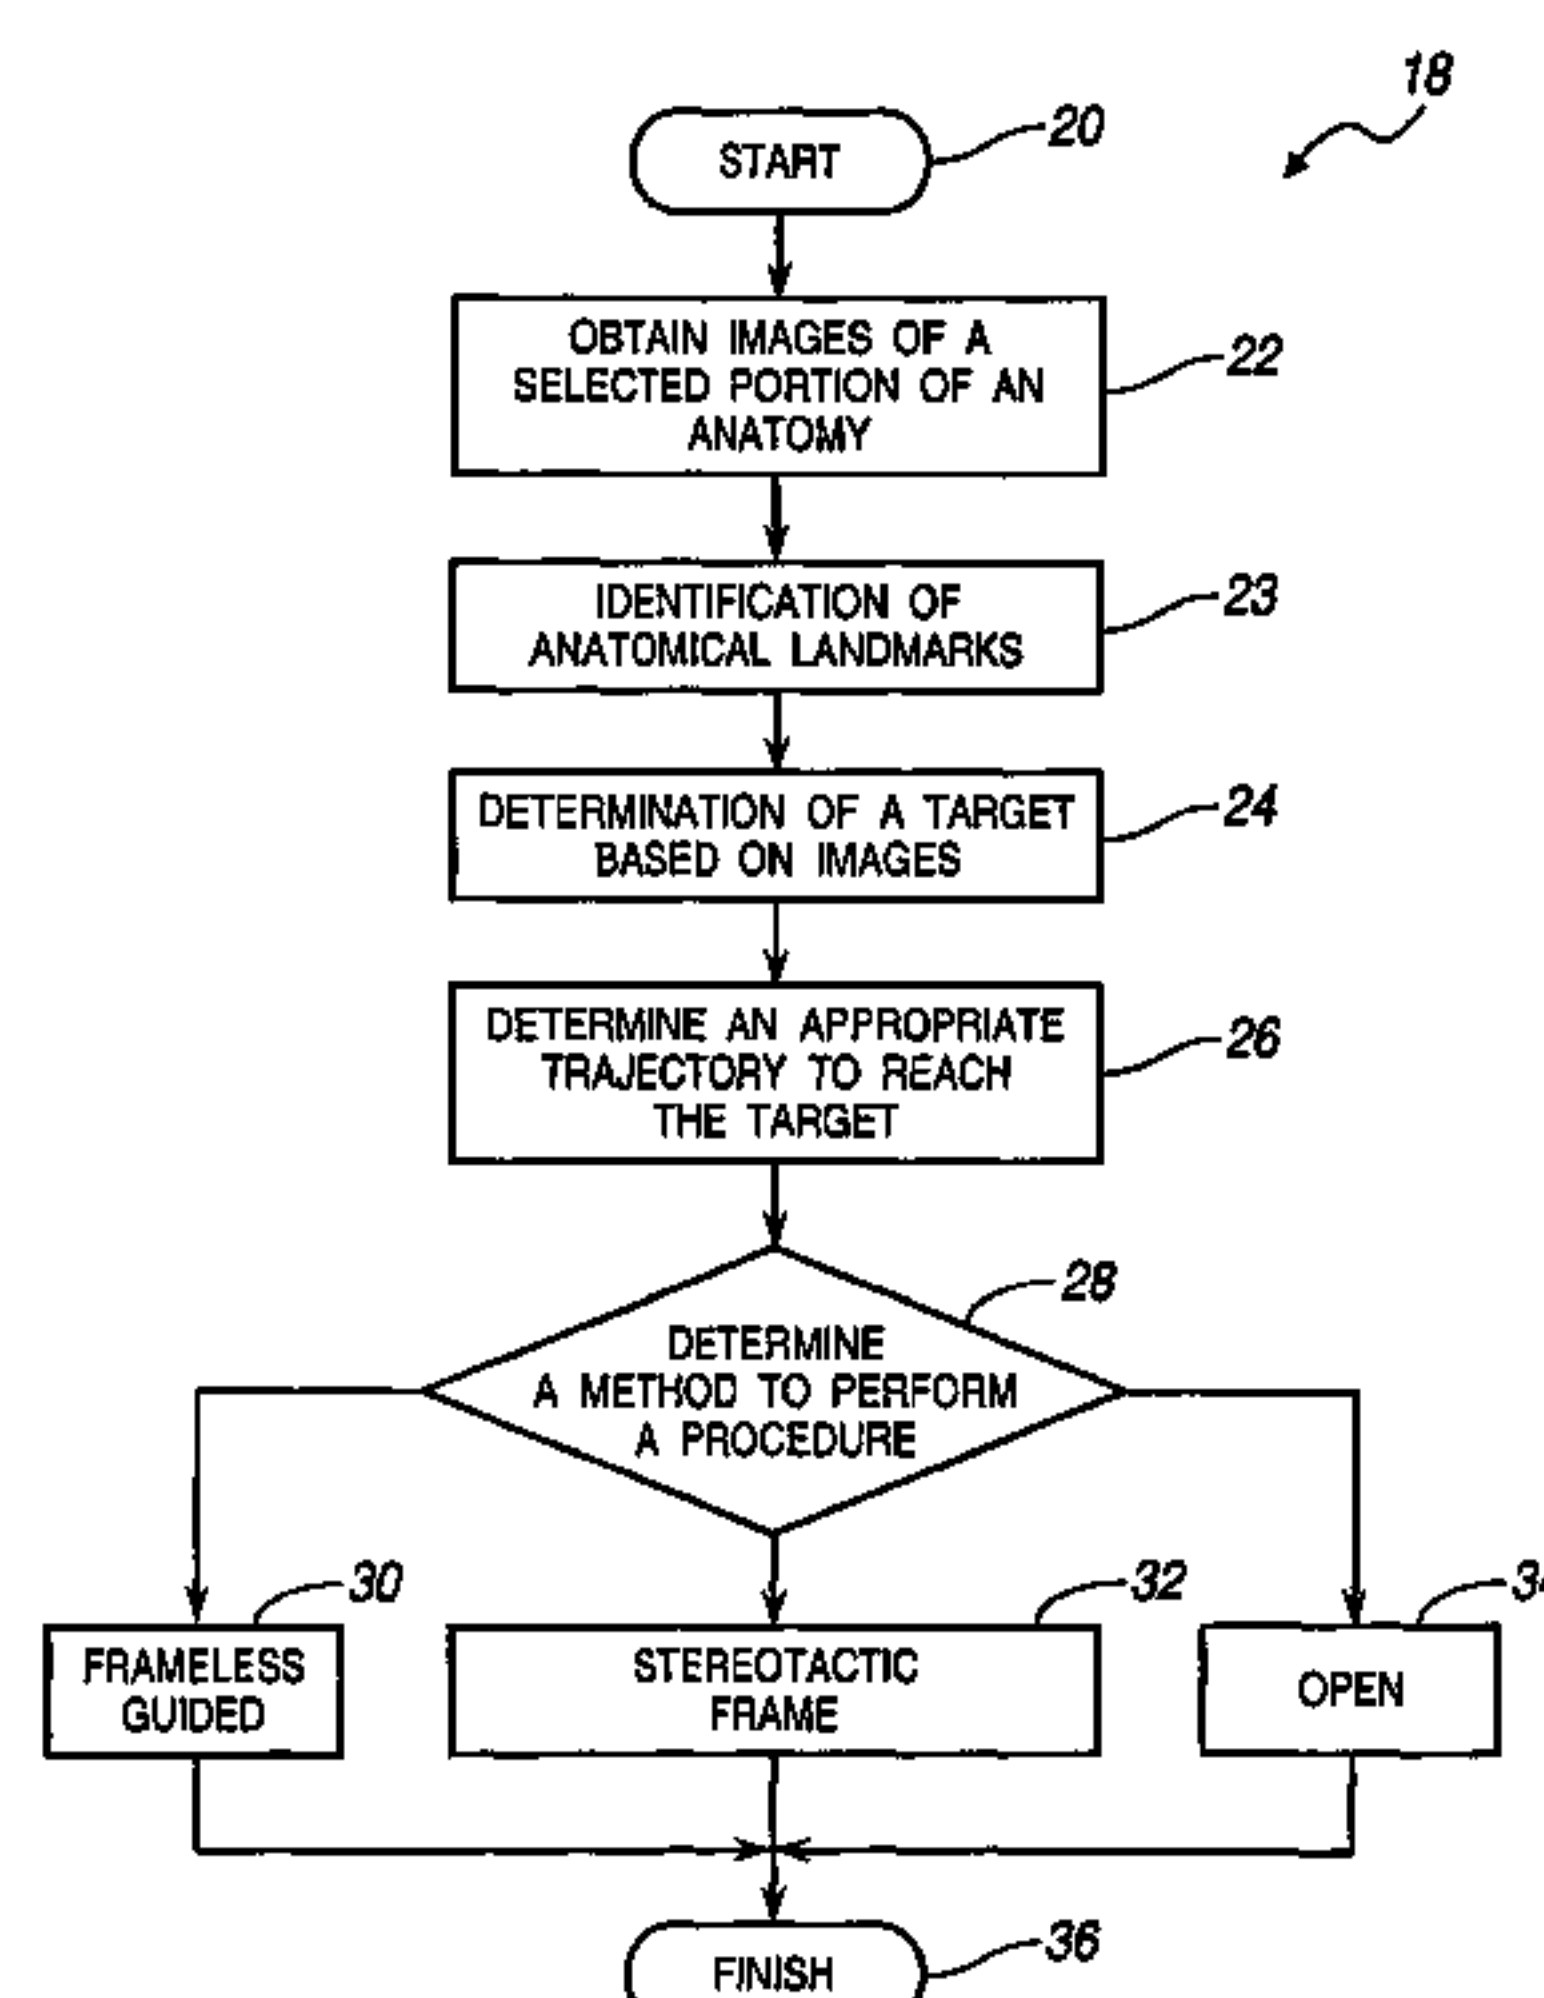 18
START
20
OBTAIN IMAGES OF A
SELECTED PORTION OF AN
ANATOMY
22
IDENTIFICATION OF
ANATOMICAL LANDMARKS
23
DETERMINATION OF A TARGET
BASED ON IMAGES
24
DETERMINE AN APPROPRIATE
TRAJECTORY TO REACH
THE TARGET
26
DETERMINE
A METHOD TO PERFORM
A PROCEDURE
28
FRAMELESS
GUIDED
30
STEREOTACTIC
FRAME
32
OPEN
FINISH
36